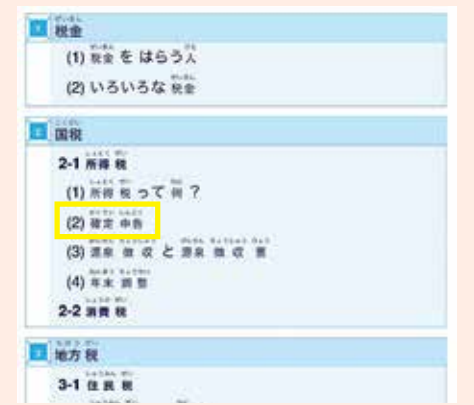 税金
(1) 税金 を はらう人
(2) いろいろな 税金
国税
2-1 所得 税
(1) 所得 税 って 何 ?
(2) 確定 申告
(3) 源泉 徴 収 と 源泉 徴 収 票
(4) 年末 調 整
2-2 消費 税
地方 税
3-1 住 民 税